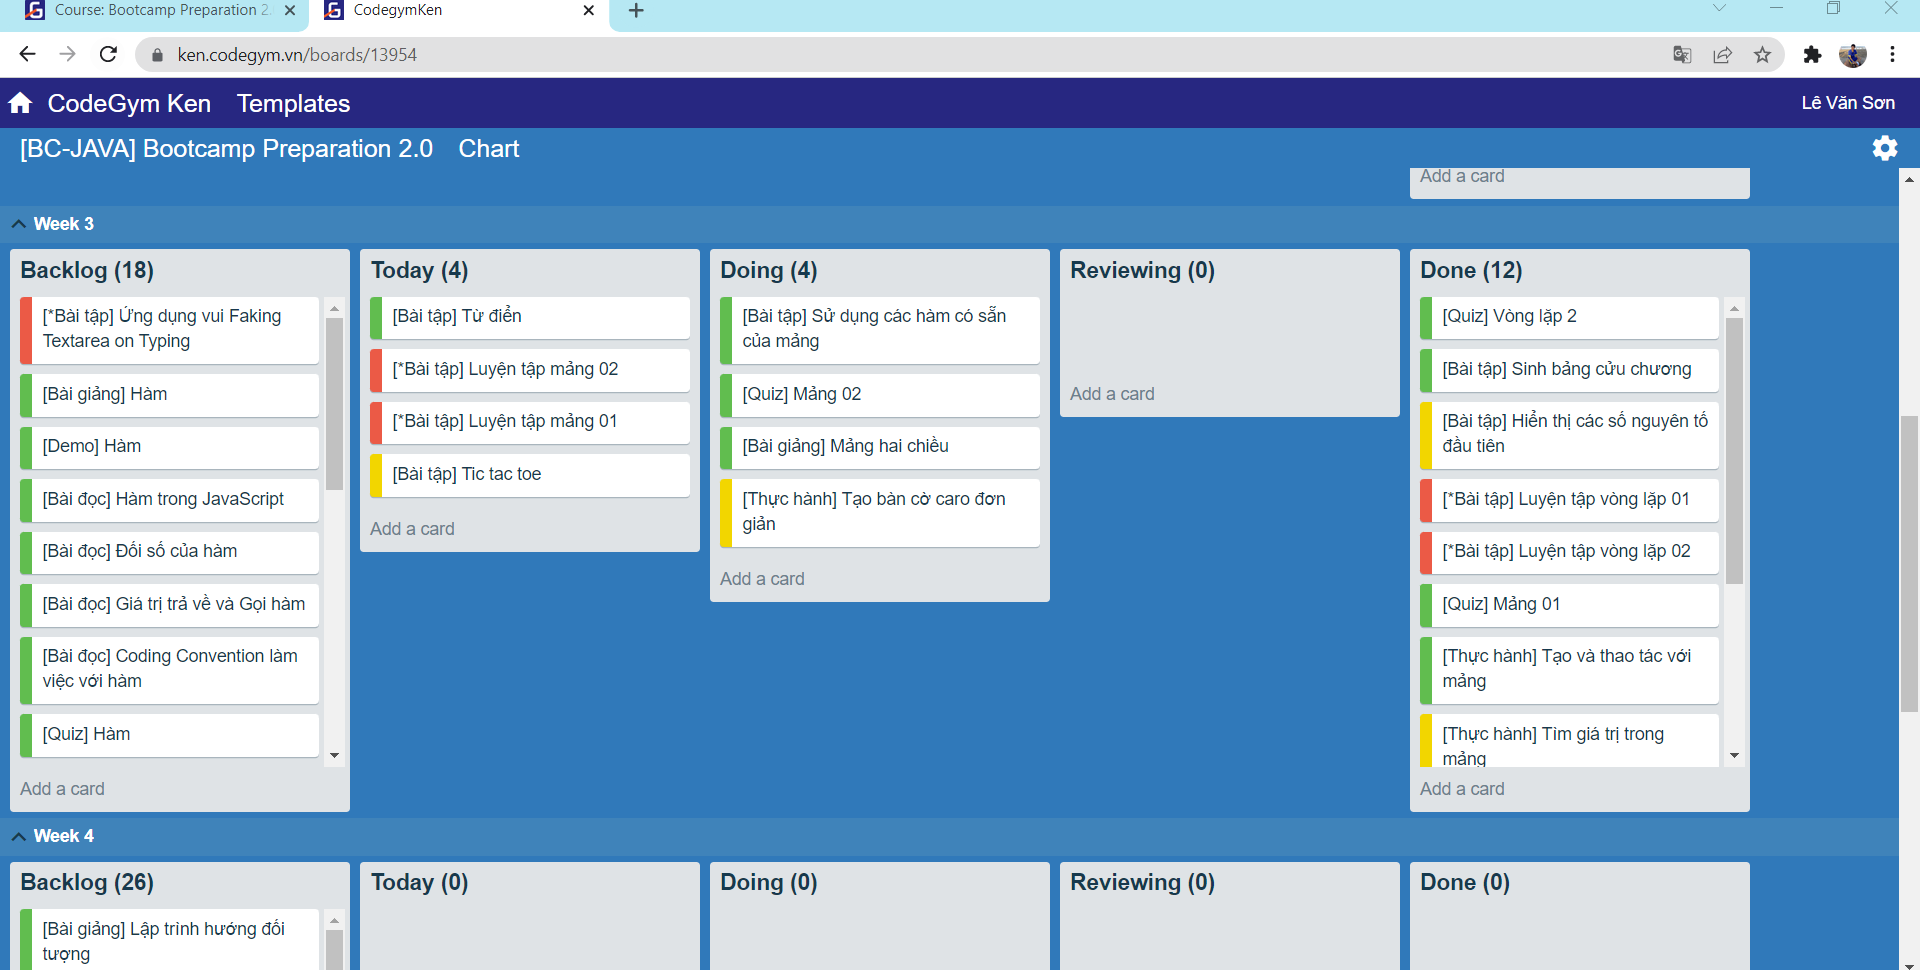 Course: Bootcamp Preparation 2.
CodegymKen
ken.codegym.vn/boards/13954
CodeGym Ken Templates
Lê Văn Sơn
[BC-JAVA] Bootcamp Preparation 2.0 Chart
Add a card
Week 3
Backlog (18)
[*Bài tập] Ứng dụng vui Faking
Textarea on Typing
[Bài giảng] Hàm
[Demo] Hàm
[Bài đọc] Hàm trong JavaScript
[Bài đọc] Đối số của hàm
[Bài đọc] Giá trị trả về và Gọi hàm
[Bài đọc] Coding Convention làm
việc với hàm
[Quiz] Hàm
Add a card
Today (4)
[Bài tập] Từ điển
[*Bài tập] Luyện tập mảng 02
[*Bài tập] Luyện tập mảng 01
[Bài tập] Tic tac toe
Add a card
Doing (4)
[Bài tập] Sử dụng các hàm có sẵn
của mảng
[Quiz] Mảng 02
[Bài giảng] Mảng hai chiều
[Thực hành] Tạo bàn cờ caro đơn
giản
Add a card
Reviewing (0)
Add a card
Done (12)
[Quiz] Vòng lặp 2
[Bài tập] Sinh bảng cửu chương
[Bài tập] Hiển thị các số nguyên tố
đầu tiên
[*Bài tập] Luyện tập vòng lặp 01
[*Bài tập] Luyện tập vòng lặp 02
[Quiz] Mảng 01
[Thực hành] Tạo và thao tác với
mảng
[Thực hành] Tìm giá trị trong
mảng
Add a card
Week 4
Backlog (26)
[Bài giảng] Lập trình hướng đối
tượng
Today (0)
Doing (0)
Reviewing (0)
Done (0)